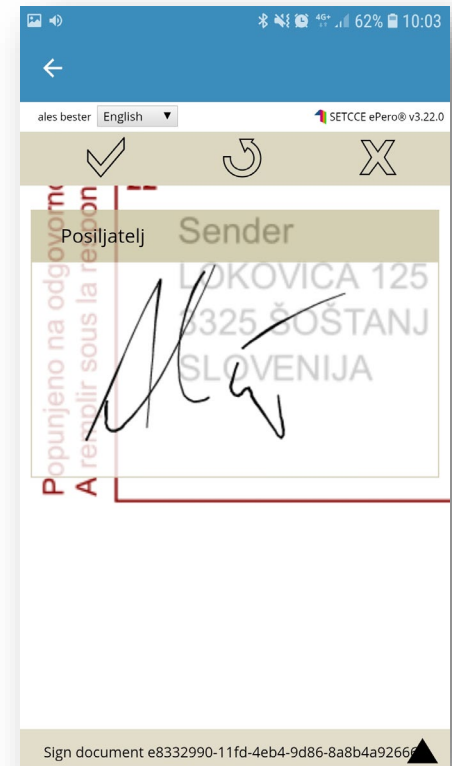 4G+ 62% 10:03
ales bester English ▼ SETCCE ePero® v3.22.0
Posiljatelj
Sender
LOKOVICA 125
3325 ŠOŠTANJ
SLOVENIJA
Popunjeno na odgovorno
A remplir sous la respon
Sign document e8332990-11fd-4eb4-9d86-8a8b4a92666